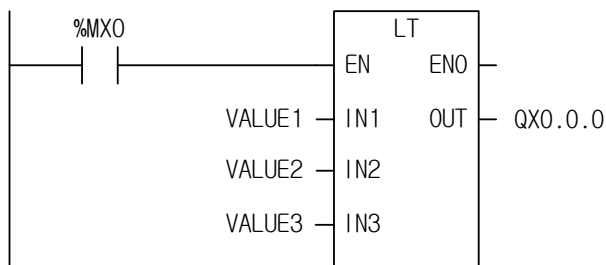 %MX0 LT
EN ENO
VALUE1 IN1 OUT QX0.0.0
VALUE2 IN2
VALUE3 IN3